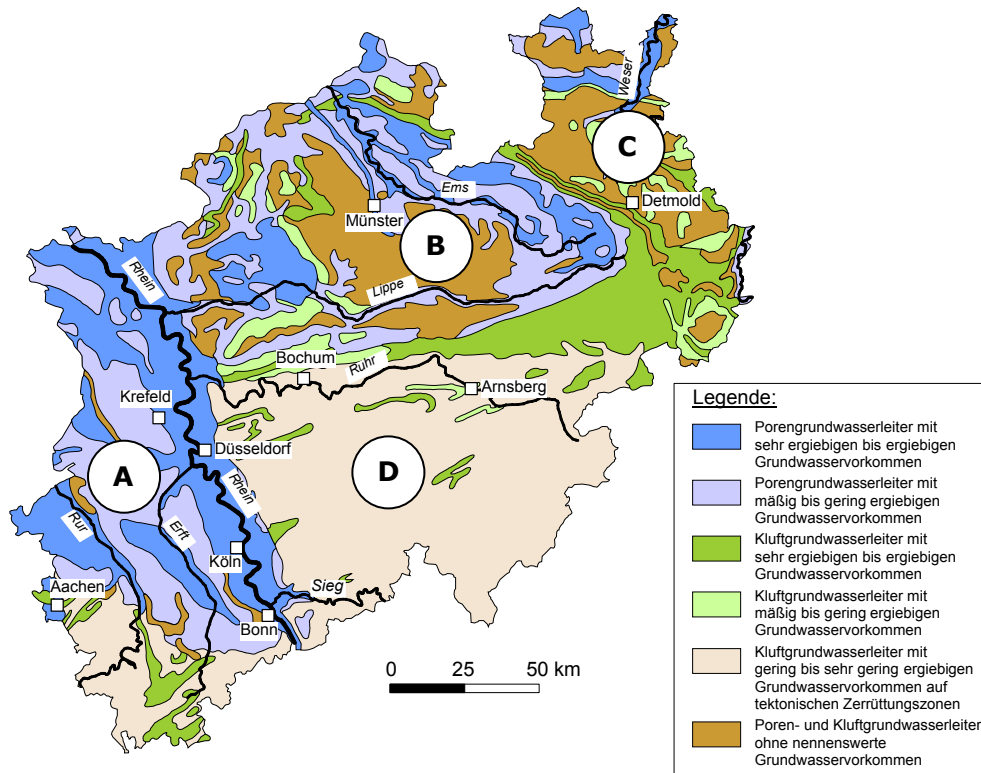 Weser
C
Detmold
Ems
Münster
B
Rhein
Lippe
Bochum
Ruhr
Arnsberg
Krefeld
Düsseldorf
A
D
Rhein
Rur
Erft
Köln
Aachen
Sieg
Bonn
0 25 50 km
Legende:
Porengrundwasserleiter mit
sehr ergiebigen bis ergiebigen
Grundwasservorkommen
Porengrundwasserleiter mit
mäßig bis gering ergiebigen
Grundwasservorkommen
Kluftgrundwasserleiter mit
sehr ergiebigen bis ergiebigen
Grundwasservorkommen
Kluftgrundwasserleiter mit
mäßig bis gering ergiebigen
Grundwasservorkommen
Kluftgrundwasserleiter mit
gering bis sehr gering ergiebigen
Grundwasservorkommen auf
tektonischen Zerrüttungszonen
Poren- und Kluftgrundwasserleiter
ohne nennenswerte
Grundwasservorkommen